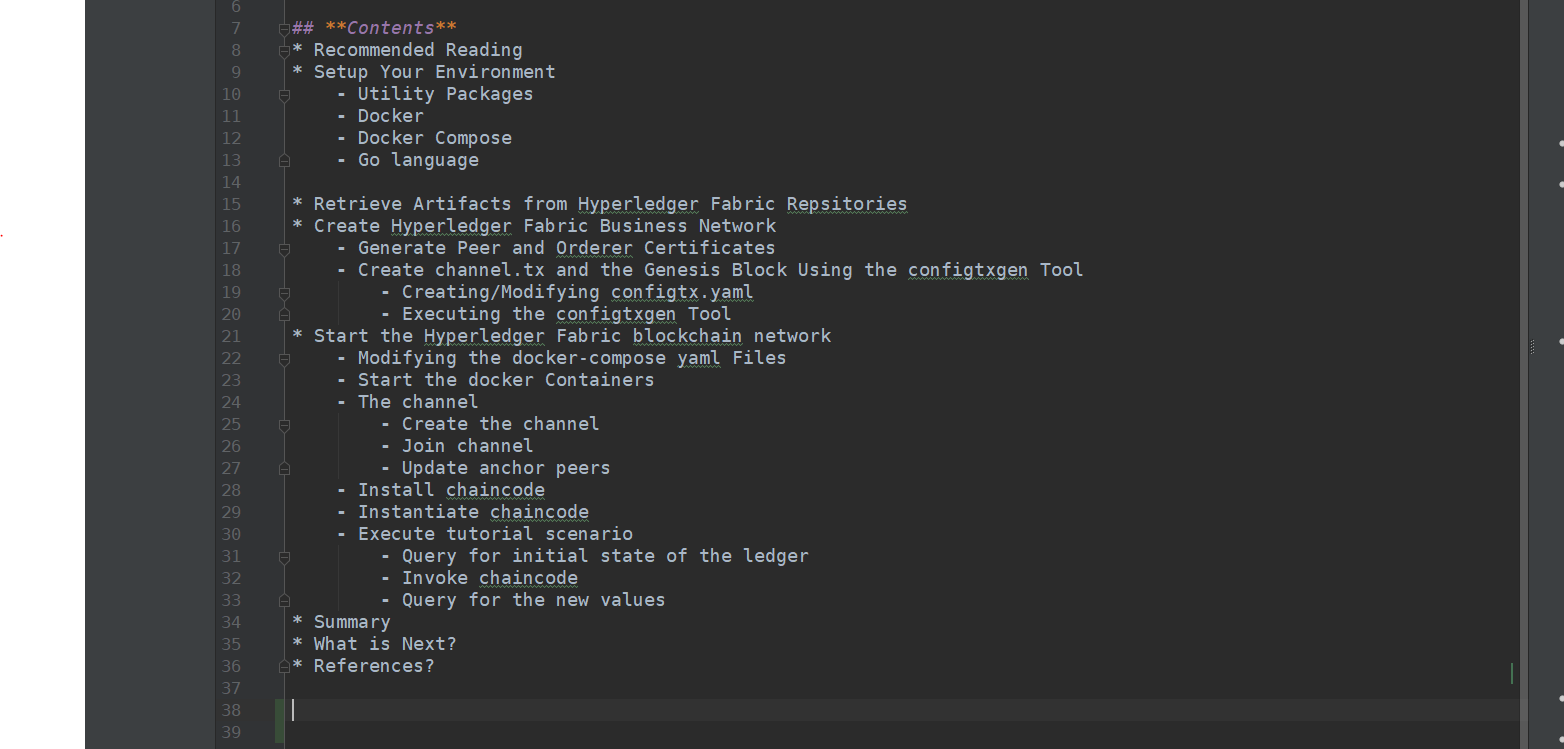 6
7 ## **Contents**
8 * Recommended Reading
9 * Setup Your Environment
10 - Utility Packages
11 - Docker
12 - Docker Compose
13 - Go language
14
15 * Retrieve Artifacts from Hyperledger Fabric Repsitories
16 * Create Hyperledger Fabric Business Network
17 - Generate Peer and Orderer Certificates
18 - Create channel.tx and the Genesis Block Using the configtxgen Tool
19 - Creating/Modifying configtx.yaml
20 - Executing the configtxgen Tool
21 * Start the Hyperledger Fabric blockchain network
22 - Modifying the docker-compose yaml Files
23 - Start the docker Containers
24 - The channel
25 - Create the channel
26 - Join channel
27 - Update anchor peers
28 - Install chaincode
29 - Instantiate chaincode
30 - Execute tutorial scenario
31 - Query for initial state of the ledger
32 - Invoke chaincode
33 - Query for the new values
34 * Summary
35 * What is Next?
36 * References?
37
38
39